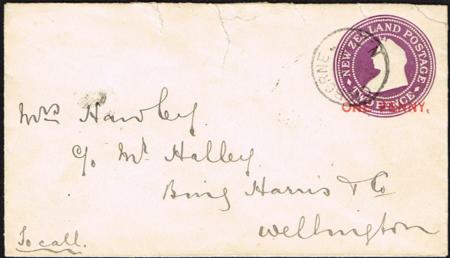 NEW ZEALAND POSTAGE
TWO PENCE
ONE PENNY.
Mrs Hawley
c/o Mr Halley
Bing Harris & Co
Wellington
To call.